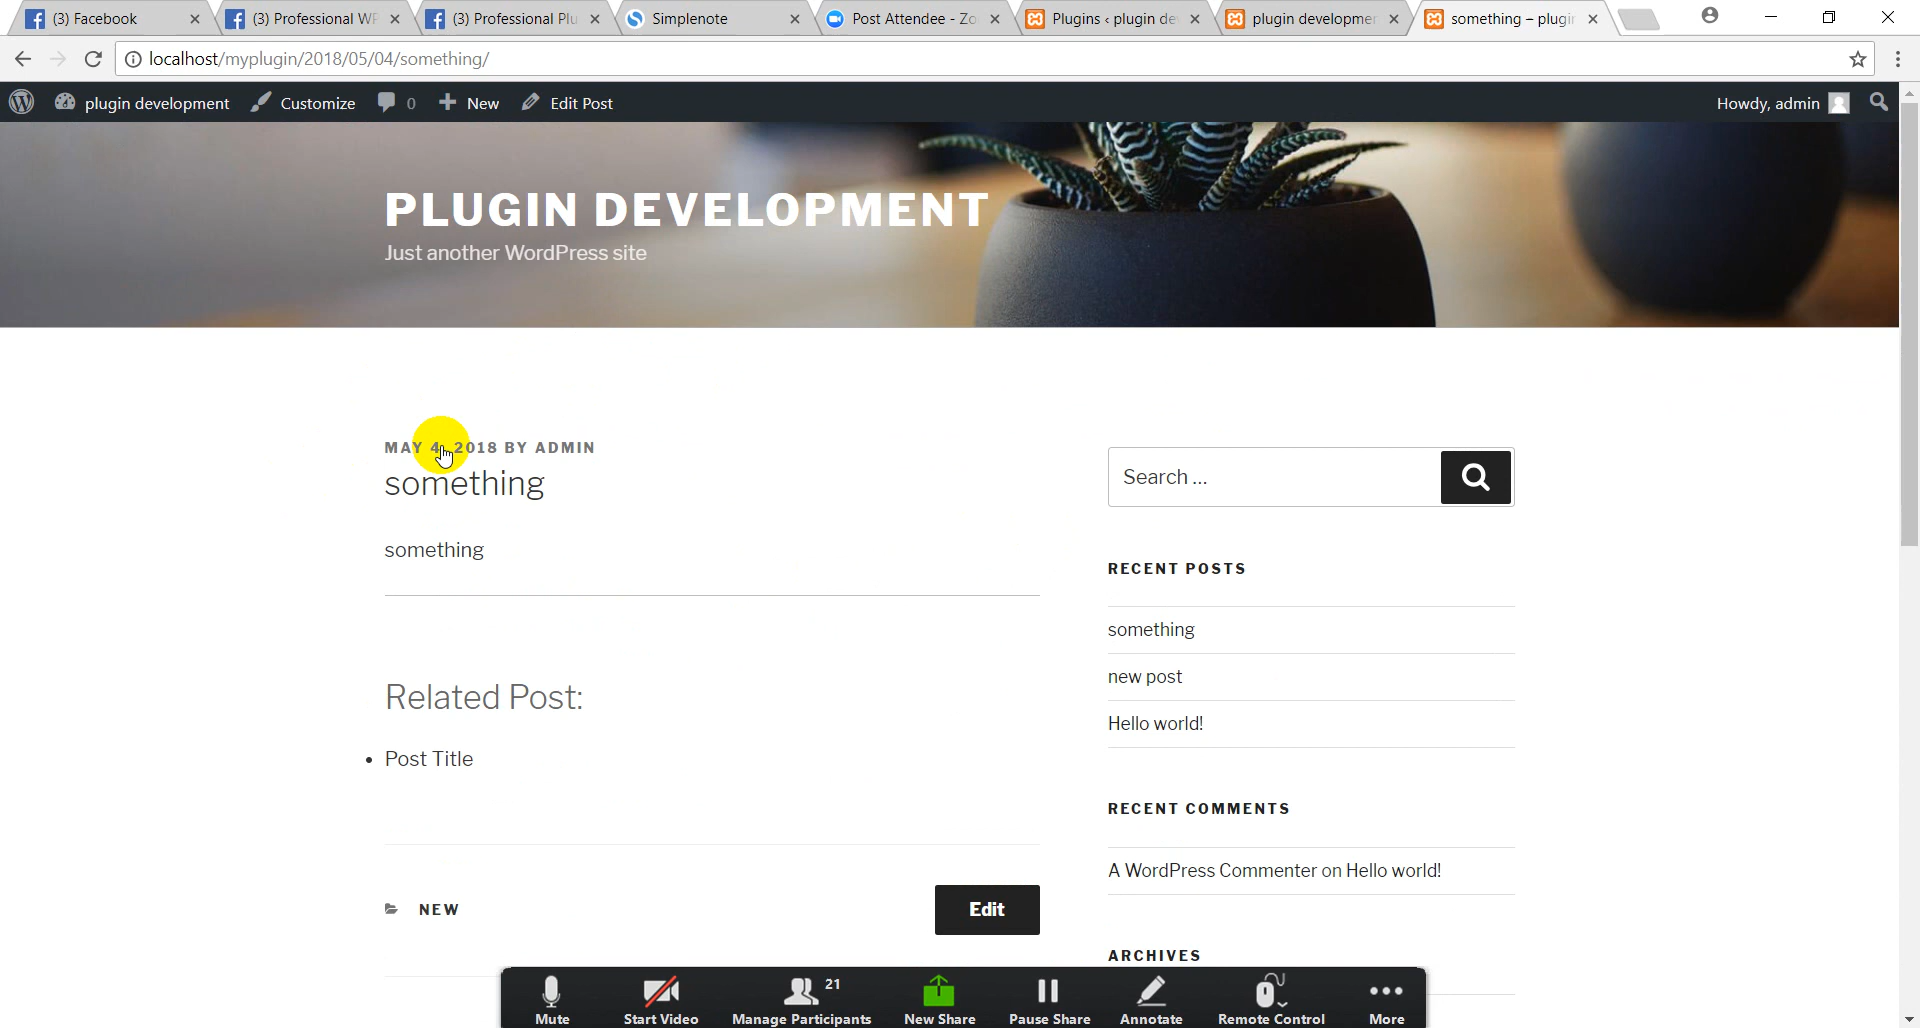 (3) Facebook
(3) Professional WP
(3) Professional Plu
Simplenote
Post Attendee - Zo
Plugins ‹ plugin de
plugin developmen
something – plugin
localhost/myplugin/2018/05/04/something/
plugin development
Customize
0
New
Edit Post
Howdy, admin
PLUGIN DEVELOPMENT
Just another WordPress site
MAY 4, 2018 BY ADMIN
something
something
Related Post:
• Post Title
NEW
Edit
Search ...
RECENT POSTS
something
new post
Hello world!
RECENT COMMENTS
A WordPress Commenter on Hello world!
ARCHIVES
Mute
Start Video
21
Manage Participants
New Share
Pause Share
Annotate
Remote Control
More